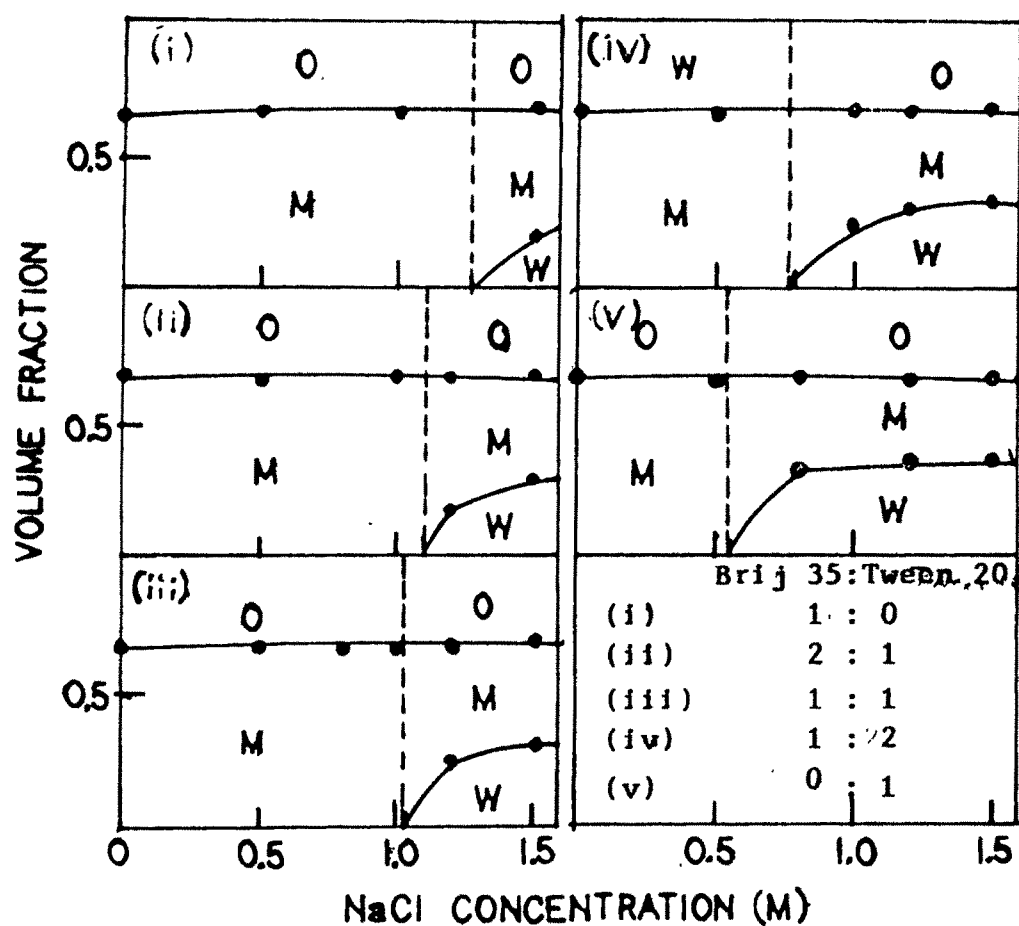 (i) O O
0.5
M M
W
(ii) O O
0.5
M M
W
(iii) O O
0.5
M M
W
0 0.5 1.0 1.5
(iv) W O
M M
W
(v) O O
M M
W
Brij 35:Tween 20
(i) 1 : 0
(ii) 2 : 1
(iii) 1 : 1
(iv) 1 : 2
(v) 0 : 1
0.5 1.0 1.5
VOLUME FRACTION
NaCl CONCENTRATION (M)